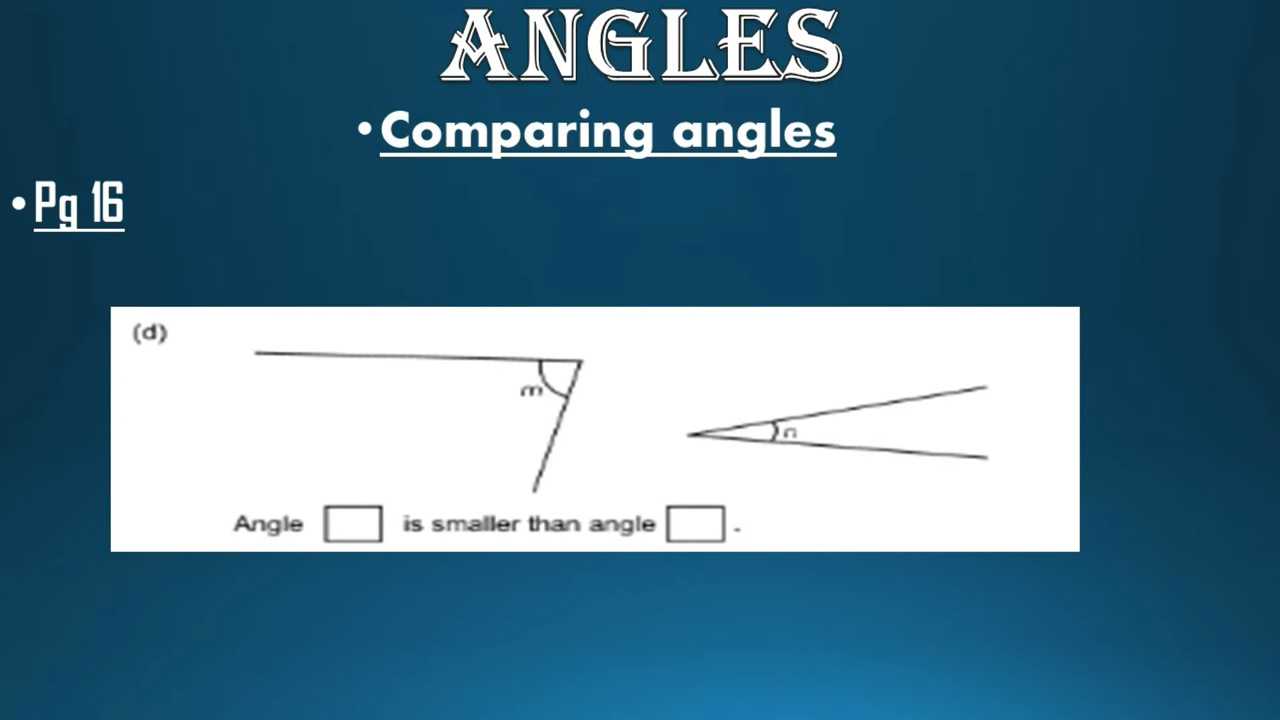 ANGLES
• Comparing angles
• Pg 16
(d)
m
n
Angle is smaller than angle .